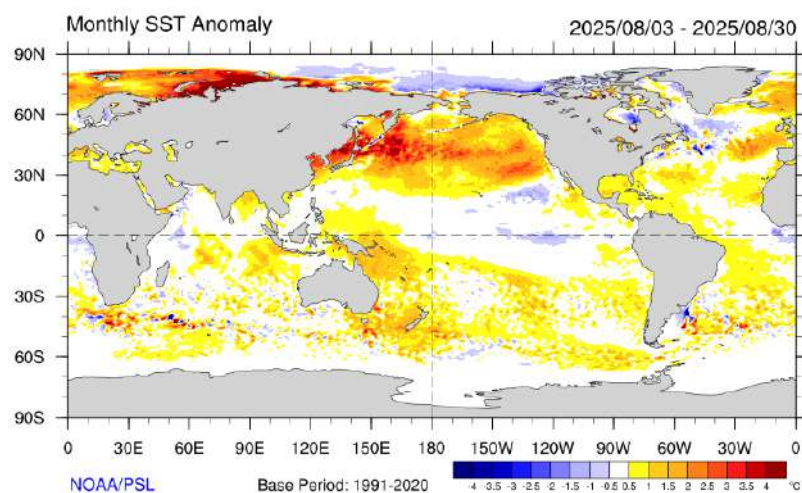 Monthly SST Anomaly 2025/08/03 - 2025/08/30
90N
60N
30N
0
30S
60S
90S
0 30E 60E 90E 120E 150E 180 150W 120W 90W 60W 30W 0
NOAA/PSL Base Period: 1991-2020
-4 -3.5 -3 -2.5 -2 -1.5 -1 -0.5 0.5 1 1.5 2 2.5 3 3.5 4 °C